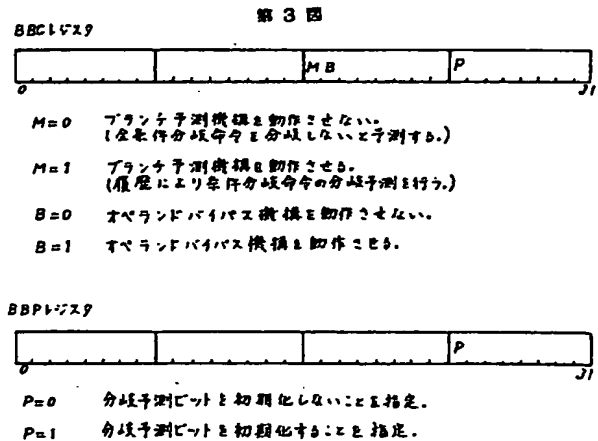 第 3 図
BBCレジスタ
M B P
0 31
M=0 ブランチ予測機構を動作させない。
(全条件分岐命令を分岐しないと予測する。)
M=1 ブランチ予測機構を動作させる。
(履歴により条件分岐命令の分岐予測を行う。)
B=0 オペランドバイパス機構を動作させない。
B=1 オペランドバイパス機構を動作させる。
BBPレジスタ
P
0 31
P=0 分岐予測ビットを初期化しないことを指定。
P=1 分岐予測ビットを初期化することを指定。